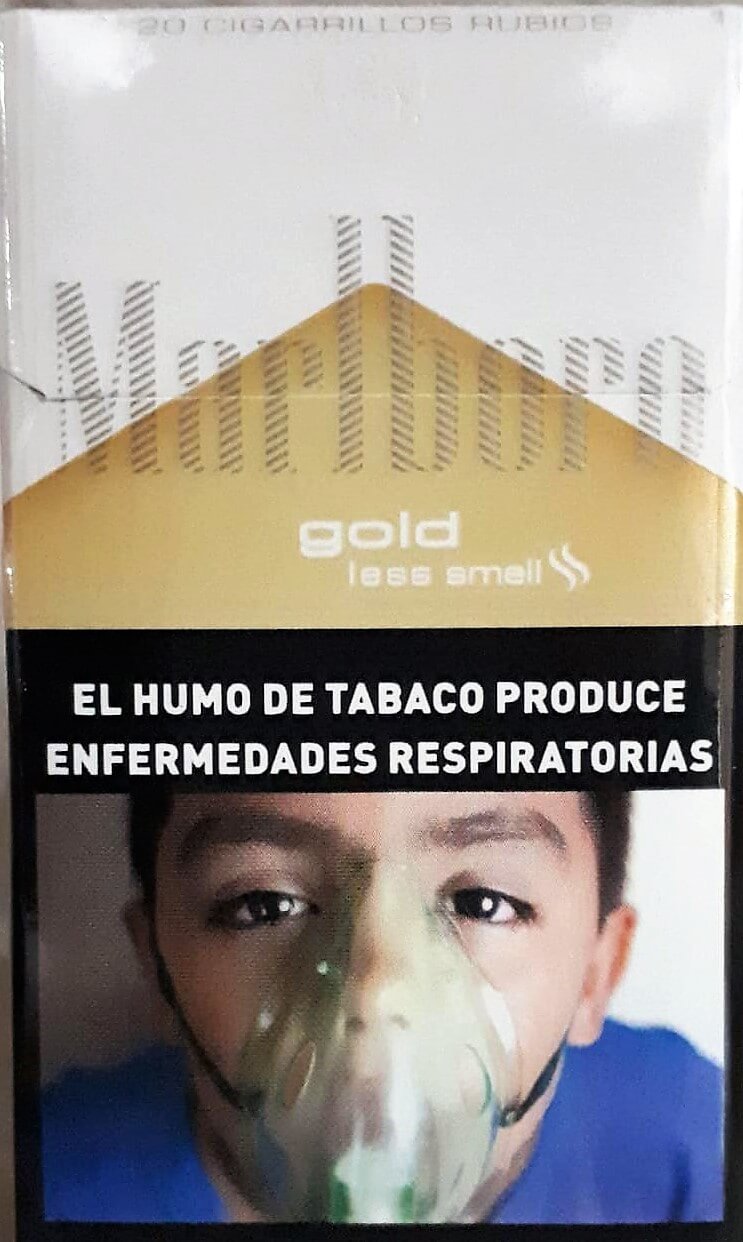 20 CIGARRILLOS RUBIOS
Marlboro
gold
less smell
EL HUMO DE TABACO PRODUCE
ENFERMEDADES RESPIRATORIAS